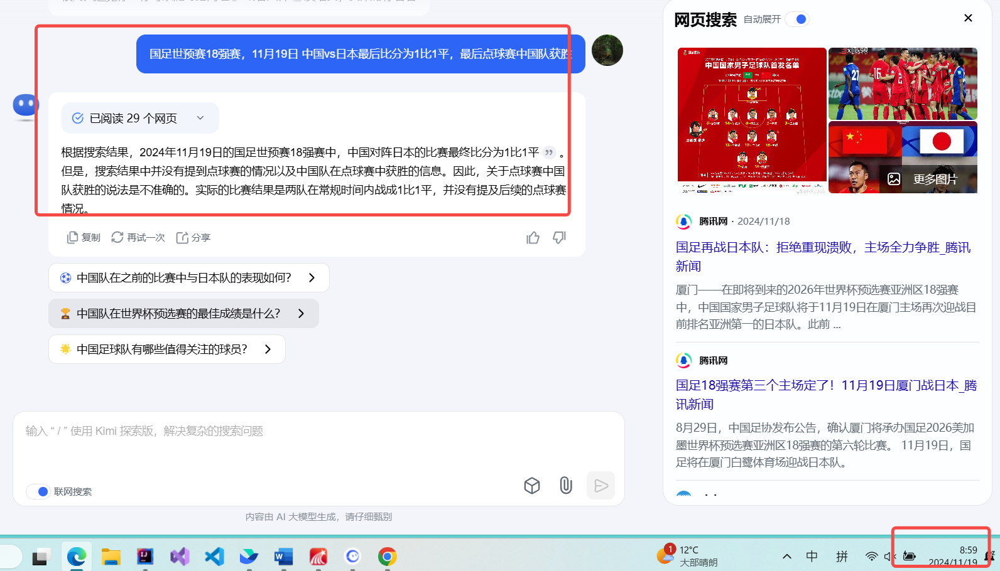 国足世预赛18强赛，11月19日 中国vs日本最后比分为1比1平，最后点球赛中国队获胜
已阅读 29 个网页
根据搜索结果，2024年11月19日的国足世预赛18强赛中，中国对阵日本的比赛最终比分为1比1平 。
但是，搜索结果中并没有提到点球赛的情况以及中国队在点球赛中获胜的信息。因此，关于点球赛中国
队获胜的说法是不准确的。实际的比赛结果是两队在常规时间内战成1比1平，并没有提及后续的点球赛
情况。
复制 再试一次 分享
中国队在之前的比赛中与日本队的表现如何？
中国队在世界杯预选赛的最佳成绩是什么？
中国足球队有哪些值得关注的球员？
输入 “ / ” 使用 Kimi 探索版，解决复杂的搜索问题
联网搜索
内容由 AI 大模型生成，请仔细甄别
网页搜索 自动展开
中国国家男子足球队首发名单
更多图片
腾讯网 · 2024/11/18
国足再战日本队：拒绝重现溃败，主场全力争胜_腾讯
新闻
厦门——在即将到来的2026年世界杯预选赛亚洲区18强赛
中，中国国家男子足球队将于11月19日在厦门主场再次迎战目
前排名亚洲第一的日本队。此前 ...
腾讯网
国足18强赛第三个主场定了！11月19日厦门战日本_腾
讯新闻
8月29日，中国足协发布公告，确认厦门将承办国足2026美加
墨世界杯预选赛亚洲区18强赛的第六轮比赛。 11月19日，国
足将在厦门白鹭体育场迎战日本队。
1
12°C
大部晴朗
中 拼
8:59
2024/11/19